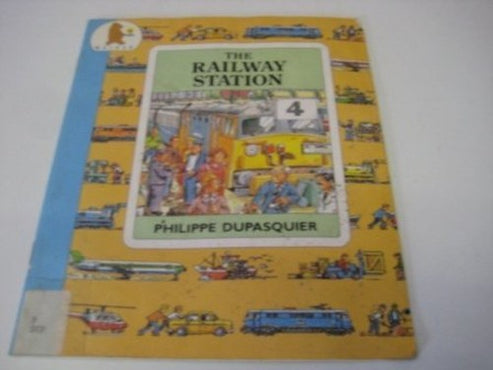 THE
RAILWAY
STATION
4
PHILIPPE DUPASQUIER